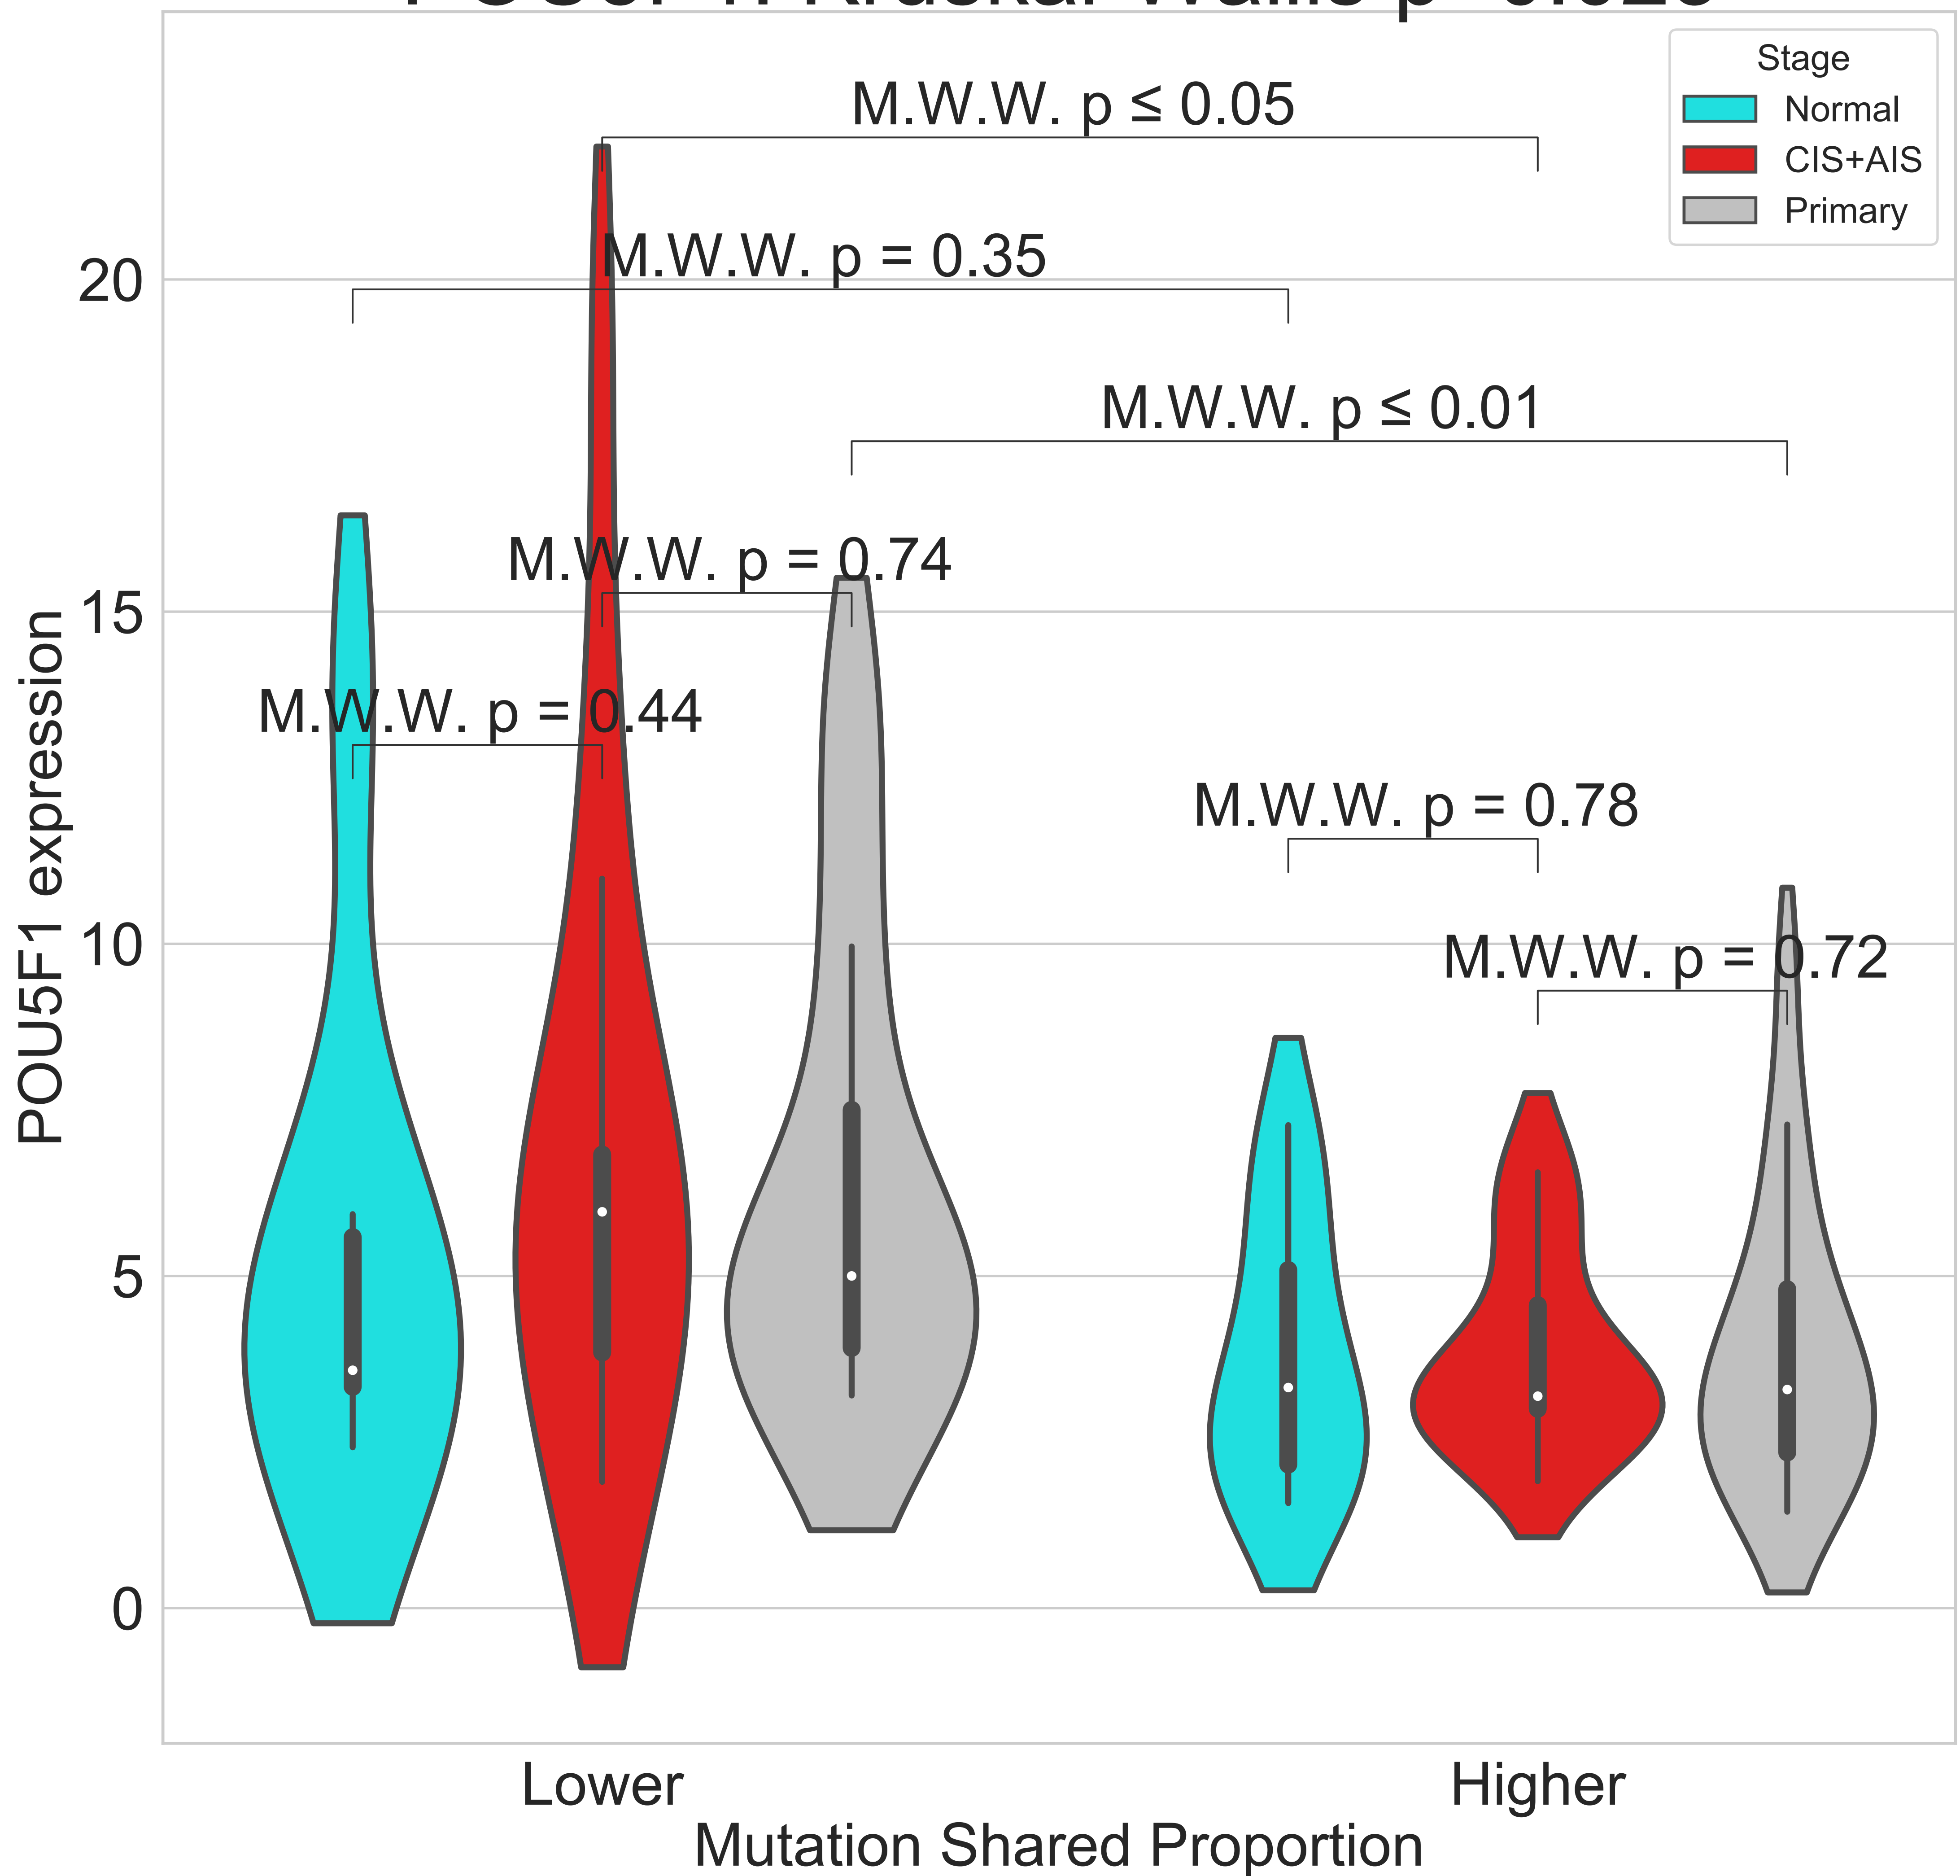 Stage
Normal
CIS+AIS
Primary
M.W.W. p ≤ 0.05
M.W.W. p = 0.35
M.W.W. p ≤ 0.01
M.W.W. p = 0.74
M.W.W. p = 0.44
M.W.W. p = 0.78
M.W.W. p = 0.72
POU5F1 expression
20
15
10
5
0
Lower
Higher
Mutation Shared Proportion